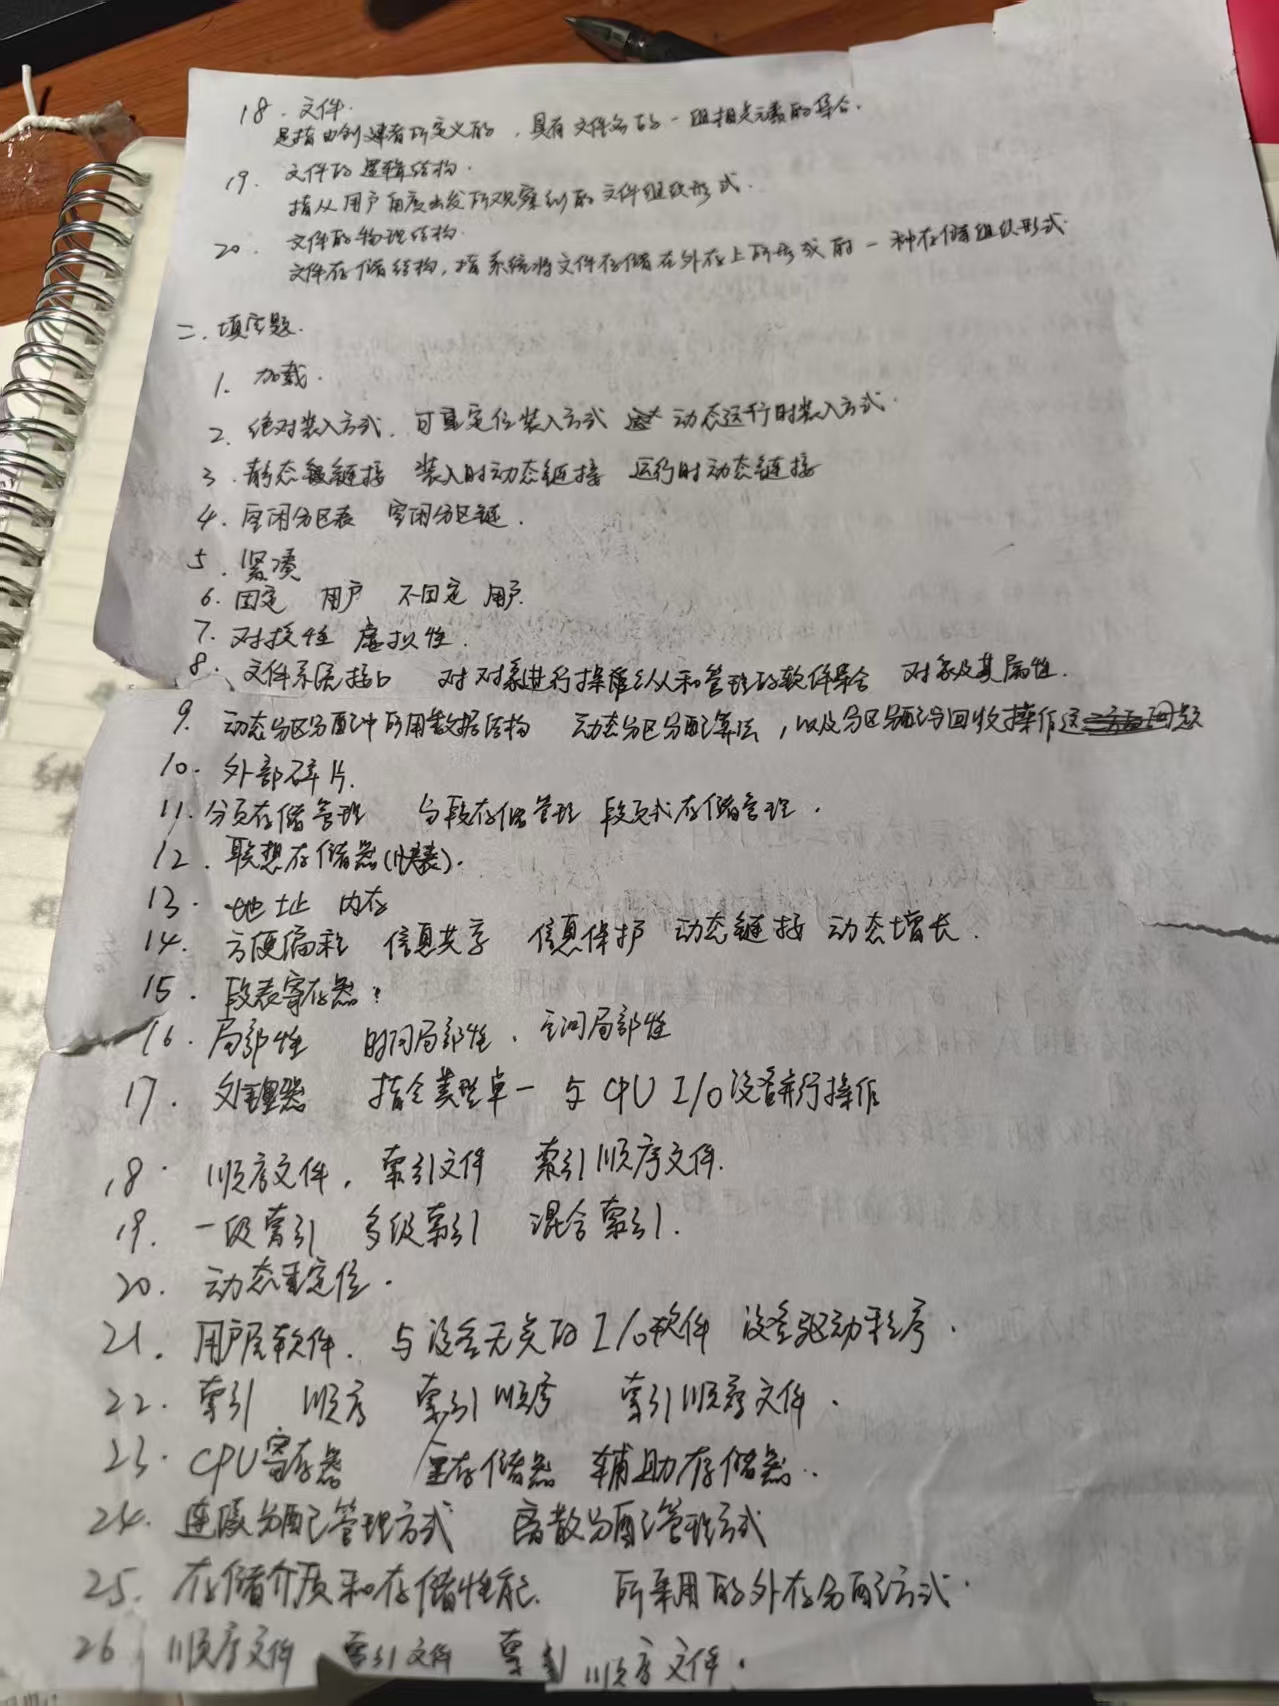 18. 文件.
是指由创建者所定义的，具有文件名的一组相关元素的集合.
19. 文件的逻辑结构.
指从用户角度出发所观察到的文件组织形式.
20. 文件的物理结构.
文件存储结构，指系统将文件存储在外存上所形成的一种存储组织形式.
二、填空题.
1. 加载.
2. 绝对装入方式. 可重定位装入方式 动态运行时装入方式.
3. 静态链接 装入时动态链接 运行时动态链接
4. 空闲分区表 空闲分区链.
5. 紧凑
6. 固定 用户 不固定 用户.
7. 对换性 虚拟性.
8. 文件系统接口 对对象进行操纵和管理的软件集合 对象及其属性.
9. 动态分区分配中所用数据结构 动态分区分配算法，以及分区分配与回收操作这问题
10. 外部碎片.
11. 分页存储管理 分段存储管理 段页式存储管理.
12. 联想存储器(快表).
13. 地址 内存
14. 方便编程 信息共享 信息保护 动态链接 动态增长.
15. 段表寄存器.
16. 局部性 时间局部性. 空间局部性
17. 处理器 指令类型单一 与CPU I/O设备并行操作
18. 顺序文件, 索引文件 索引顺序文件.
19. 一级索引 多级索引 混合索引.
20. 动态重定位.
21. 用户层软件. 与设备无关的I/O软件 设备驱动程序.
22. 索引 顺序 索引顺序 索引顺序文件.
23. CPU寄存器 主存储器 辅助存储器.
24. 连续分配管理方式 离散分配管理方式
25. 存储介质和存储性能. 所采用的外存分配方式.
26 顺序文件 索引文件 索引顺序文件.